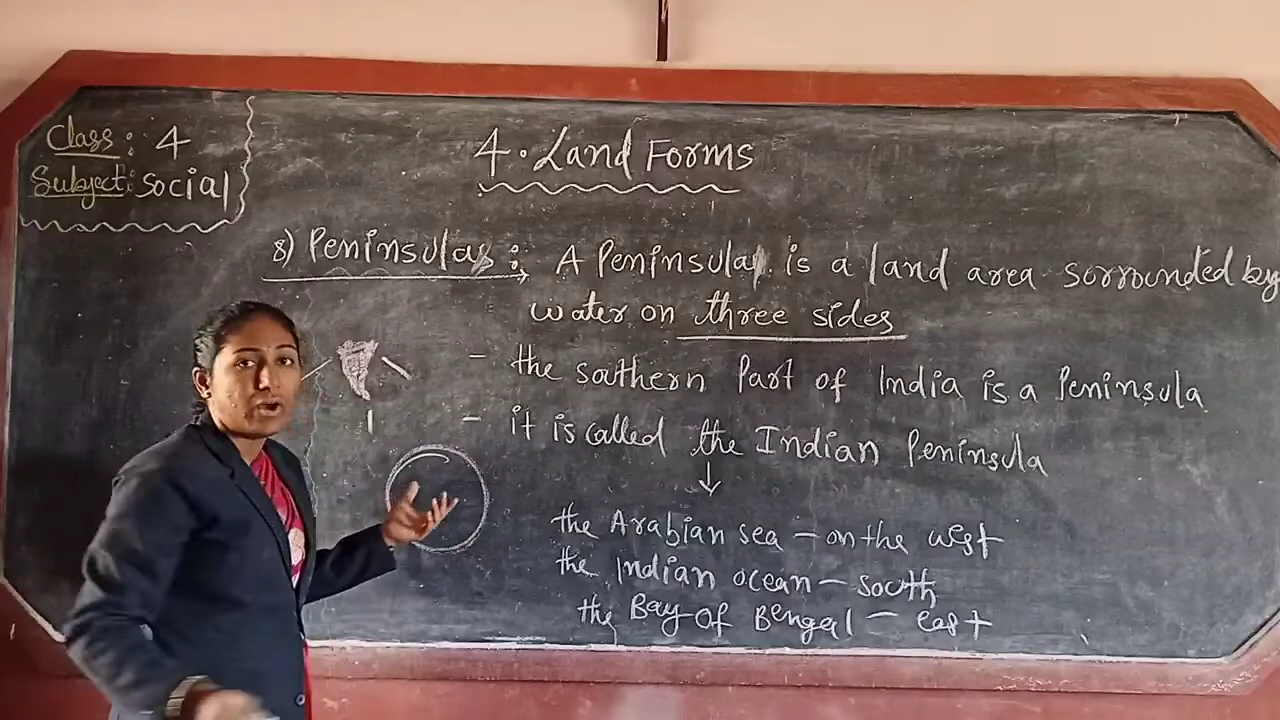 Class : 4
Subject : Social
4. Land Forms
8) Peninsulas : A Peninsula is a land area sorrounded by
water on three sides
- the southern Part of India is a Peninsula
- it is called the Indian Peninsula
↓
the Arabian sea - on the west
the Indian ocean - south
the Bay of Bengal - east